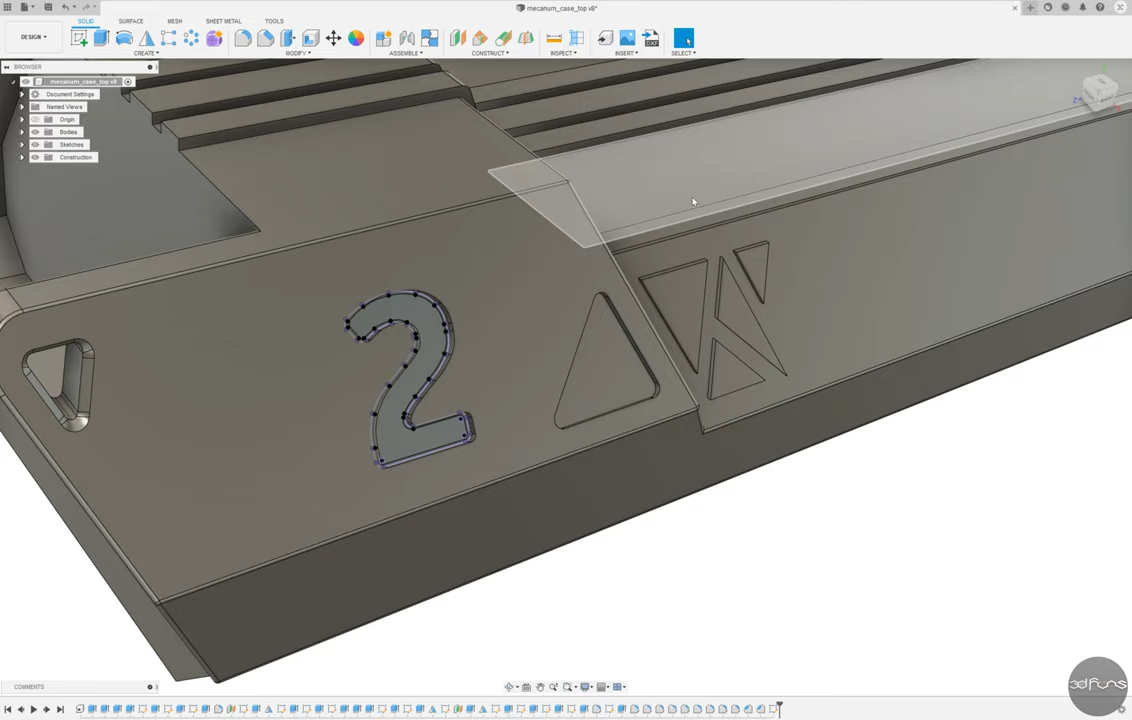 mecanum_case_top v8*
DESIGN
SOLID
SURFACE
MESH
SHEET METAL
TOOLS
CREATE
MODIFY
ASSEMBLE
CONSTRUCT
INSPECT
INSERT
SELECT
BROWSER
mecanum_case_top v8
Document Settings
Named Views
Origin
Bodies
Sketches
Construction
2
COMMENTS
3dfuns